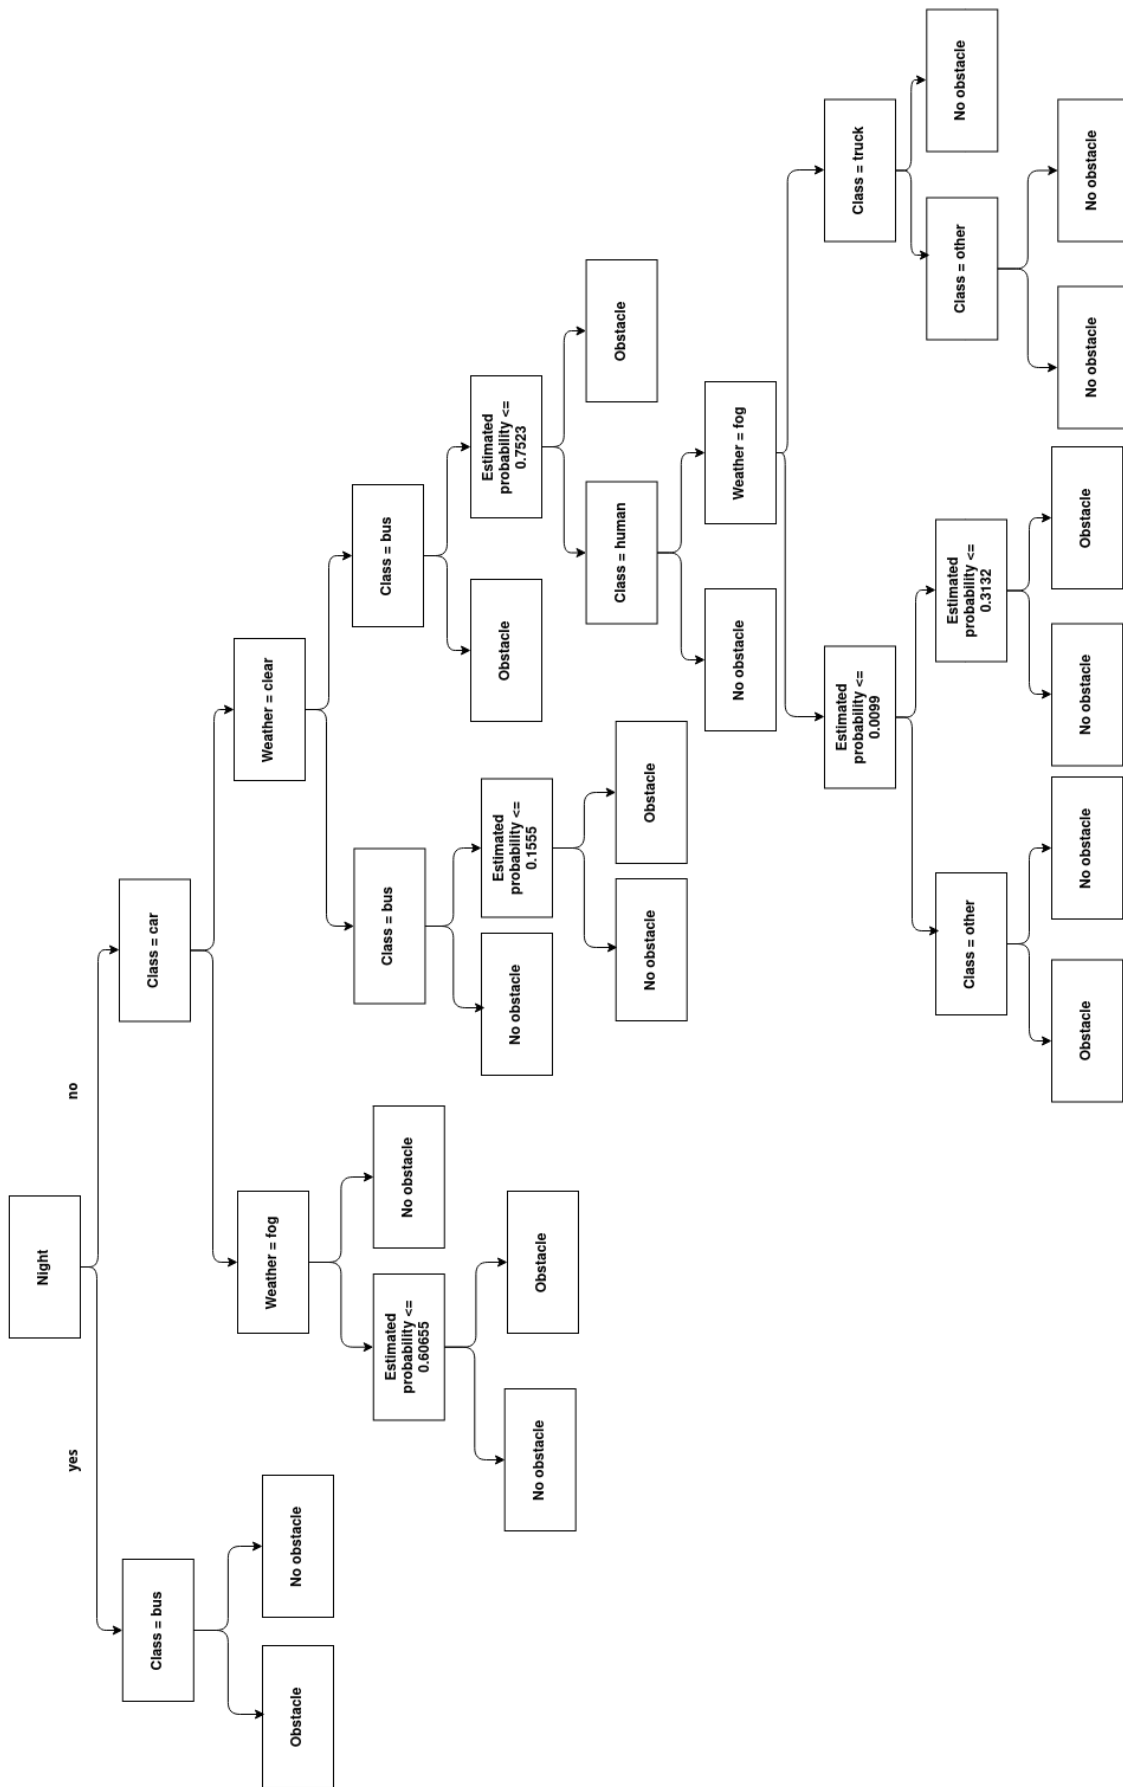 Night
yes
no
Class = bus
Class = car
Obstacle
No obstacle
Weather = fog
Weather = clear
Estimated
probability <=
0.60655
No obstacle
Class = bus
Class = bus
No obstacle
Obstacle
No obstacle
Estimated
probability <=
0.1555
Obstacle
Estimated
probability <=
0.7523
No obstacle
Obstacle
Class = human
Obstacle
No obstacle
Weather = fog
Estimated
probability <=
0.0099
Class = truck
Class = other
Estimated
probability <=
0.3132
Class = other
No obstacle
Obstacle
No obstacle
No obstacle
Obstacle
No obstacle
No obstacle